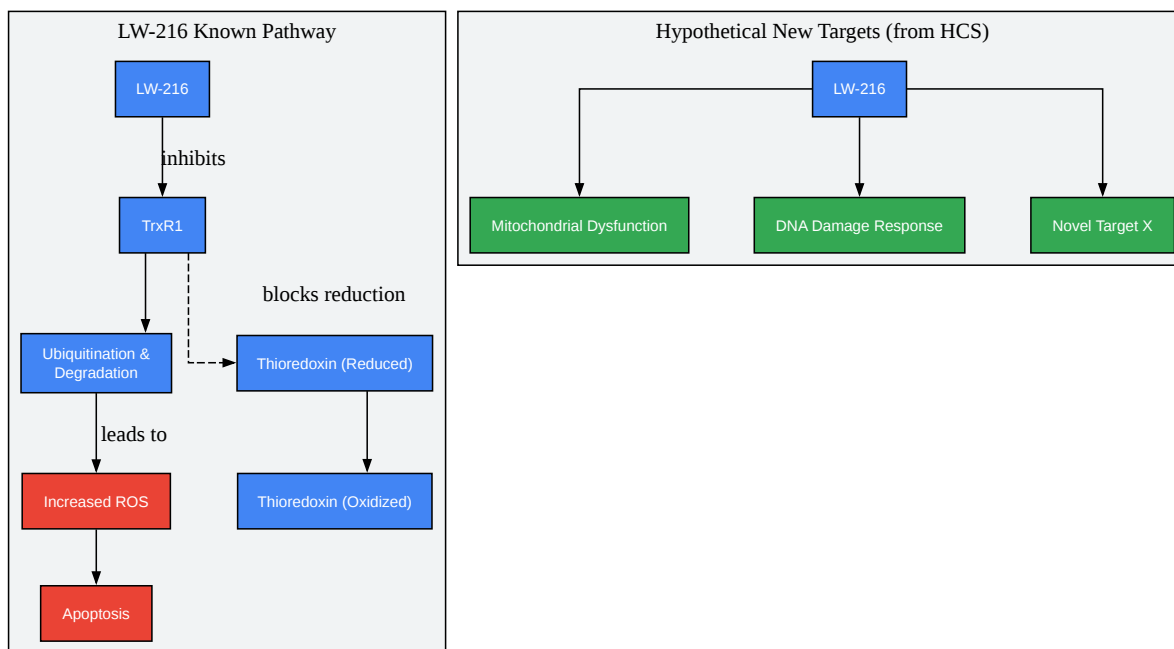 LW-216 Known Pathway
LW-216
inhibits
TrxR1
blocks reduction
Ubiquitination &
Degradation
Thioredoxin (Reduced)
leads to
Increased ROS
Thioredoxin (Oxidized)
Apoptosis
Hypothetical New Targets (from HCS)
LW-216
Mitochondrial Dysfunction
DNA Damage Response
Novel Target X